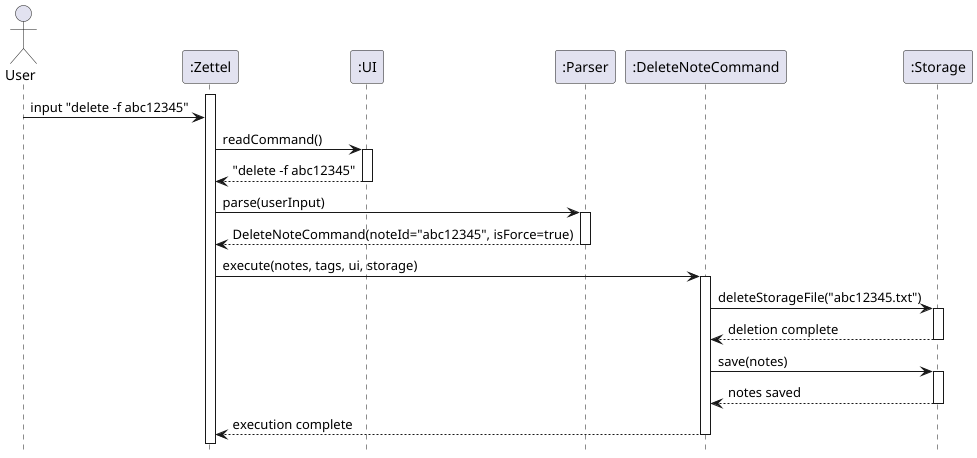 User
:Zettel
:UI
:Parser
:DeleteNoteCommand
:Storage
input "delete -f abc12345"
readCommand()
"delete -f abc12345"
parse(userInput)
DeleteNoteCommand(noteId="abc12345", isForce=true)
execute(notes, tags, ui, storage)
deleteStorageFile("abc12345.txt")
deletion complete
save(notes)
notes saved
execution complete